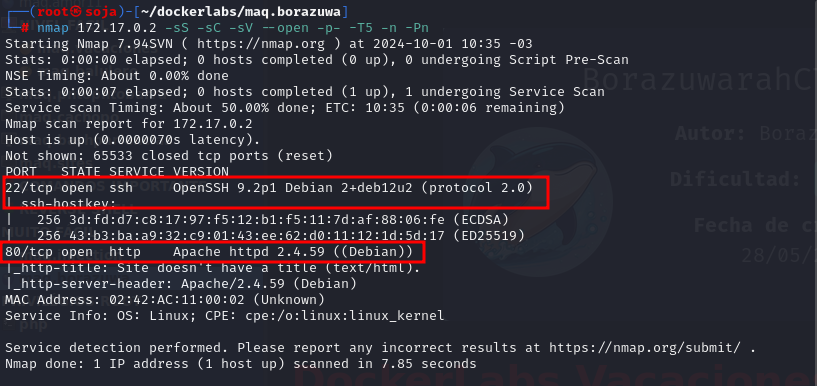 ┌──(root㉿soja)-[~/dockerlabs/maq.borazuwa]
└─# nmap 172.17.0.2 -sS -sC -sV --open -p- -T5 -n -Pn
Starting Nmap 7.94SVN ( https://nmap.org ) at 2024-10-01 10:35 -03
Stats: 0:00:00 elapsed; 0 hosts completed (0 up), 0 undergoing Script Pre-Scan
NSE Timing: About 0.00% done
Stats: 0:00:07 elapsed; 0 hosts completed (1 up), 1 undergoing Service Scan
Service scan Timing: About 50.00% done; ETC: 10:35 (0:00:06 remaining)
Nmap scan report for 172.17.0.2
Host is up (0.0000070s latency).
Not shown: 65533 closed tcp ports (reset)
PORT   STATE SERVICE VERSION
22/tcp open  ssh     OpenSSH 9.2p1 Debian 2+deb12u2 (protocol 2.0)
| ssh-hostkey:
|   256 3d:fd:d7:c8:17:97:f5:12:b1:f5:11:7d:af:88:06:fe (ECDSA)
|   256 43:b3:ba:a9:32:c9:01:43:ee:62:d0:11:12:1d:5d:17 (ED25519)
80/tcp open  http    Apache httpd 2.4.59 ((Debian))
|_http-title: Site doesn't have a title (text/html).
|_http-server-header: Apache/2.4.59 (Debian)
MAC Address: 02:42:AC:11:00:02 (Unknown)
Service Info: OS: Linux; CPE: cpe:/o:linux:linux_kernel
Service detection performed. Please report any incorrect results at https://nmap.org/submit/ .
Nmap done: 1 IP address (1 host up) scanned in 7.85 seconds
BorazuwarahC
Autor: Boraz
Dificultad:
Fecha de c
28/05/
DockerLabs Vacacione
php